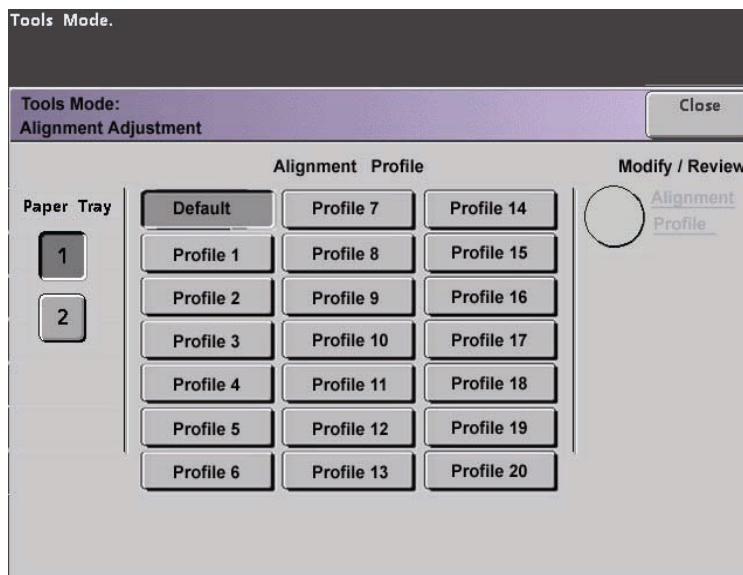 Tools Mode.
Tools Mode:
Alignment Adjustment
Close
Alignment Profile
Modify / Review
Paper Tray
1
2
Default
Profile 1
Profile 2
Profile 3
Profile 4
Profile 5
Profile 6
Profile 7
Profile 8
Profile 9
Profile 10
Profile 11
Profile 12
Profile 13
Profile 14
Profile 15
Profile 16
Profile 17
Profile 18
Profile 19
Profile 20
Alignment
Profile